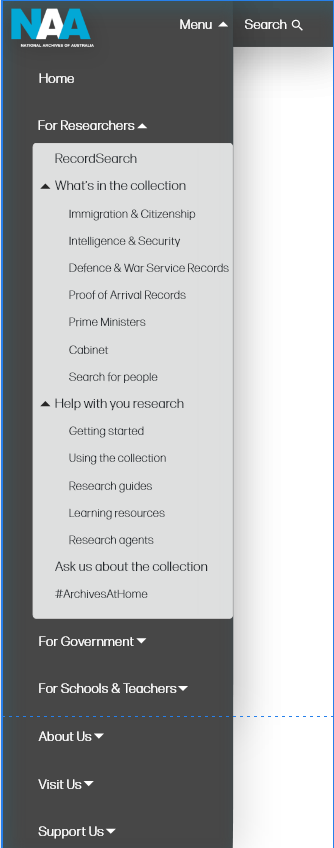 NAA
NATIONAL ARCHIVES OF AUSTRALIA
Menu
Search
Home
For Researchers
RecordSearch
What's in the collection
Immigration & Citizenship
Intelligence & Security
Defence & War Service Records
Proof of Arrival Records
Prime Ministers
Cabinet
Search for people
Help with you research
Getting started
Using the collection
Research guides
Learning resources
Research agents
Ask us about the collection
#ArchivesAtHome
For Government
For Schools & Teachers
About Us
Visit Us
Support Us